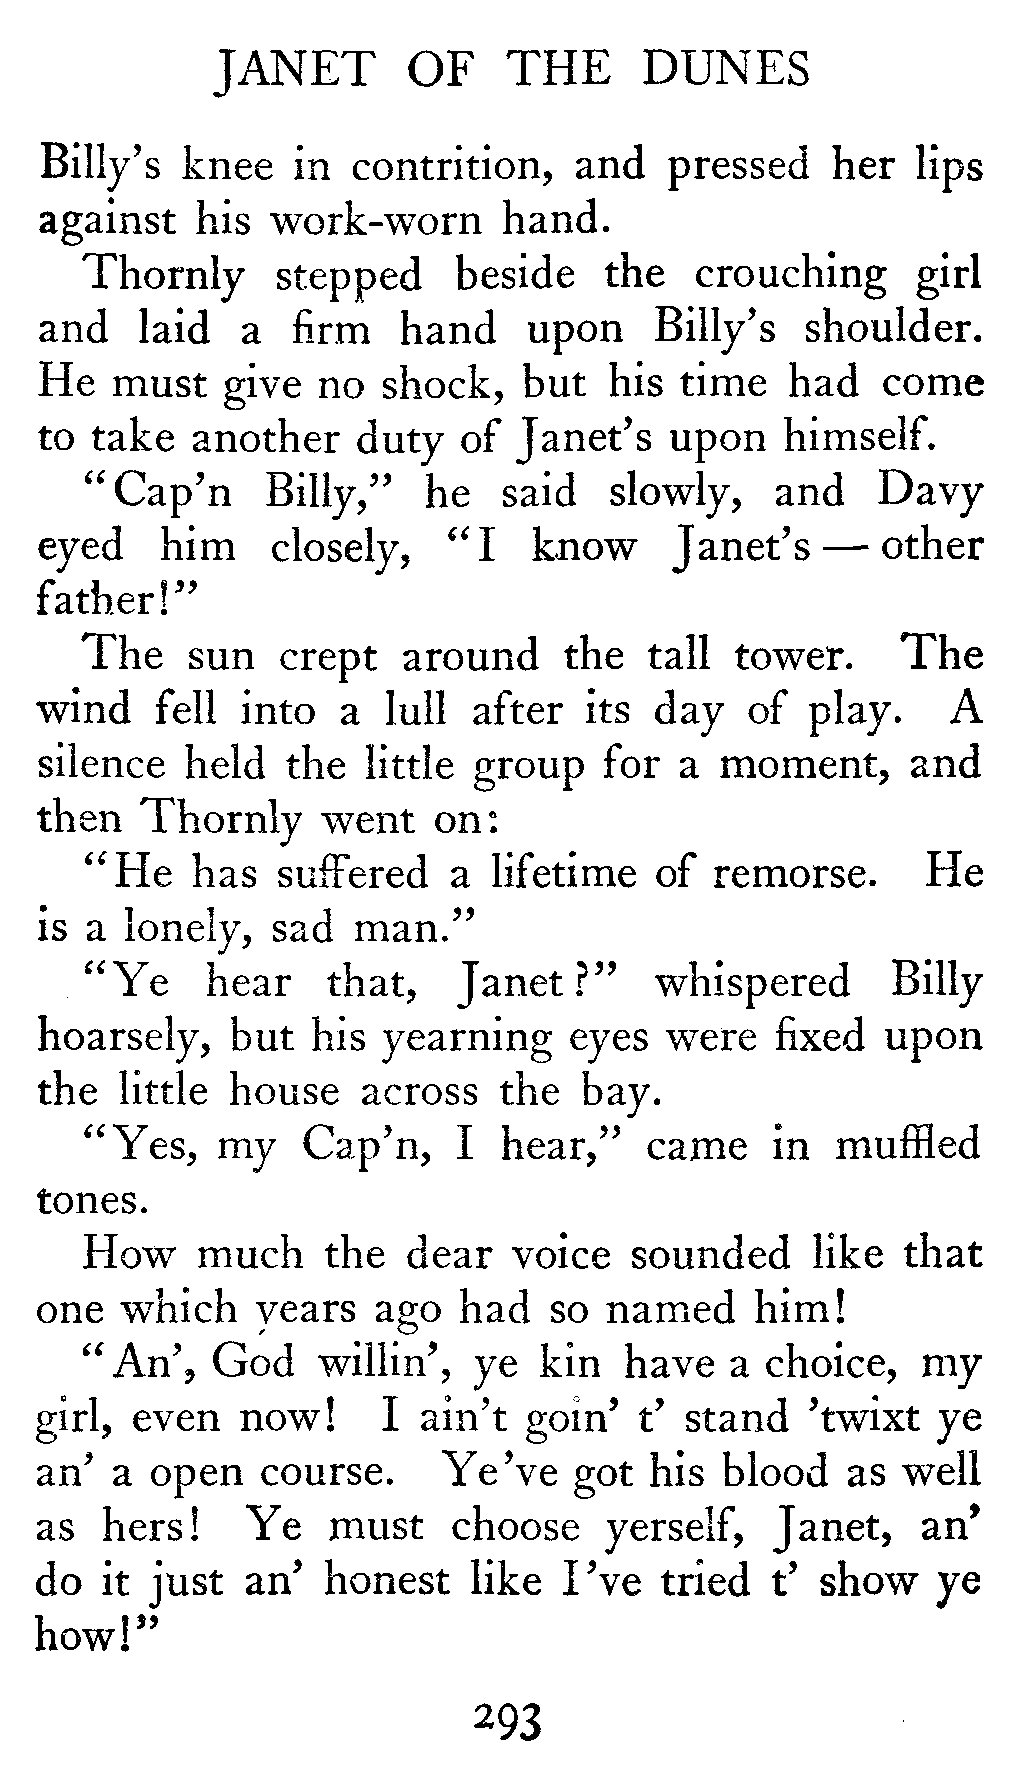 JANET OF THE DUNES
Billy's knee in contrition, and pressed her lips
against his work-worn hand.
Thornly stepped beside the crouching girl
and laid a firm hand upon Billy's shoulder.
He must give no shock, but his time had come
to take another duty of Janet's upon himself.
"Cap'n Billy," he said slowly, and Davy
eyed him closely, "I know Janet's — other
father!"
The sun crept around the tall tower. The
wind fell into a lull after its day of play. A
silence held the little group for a moment, and
then Thornly went on:
"He has suffered a lifetime of remorse. He
is a lonely, sad man."
"Ye hear that, Janet?" whispered Billy
hoarsely, but his yearning eyes were fixed upon
the little house across the bay.
"Yes, my Cap'n, I hear," came in muffled
tones.
How much the dear voice sounded like that
one which years ago had so named him!
"An', God willin', ye kin have a choice, my
girl, even now! I ain't goin' t' stand 'twixt ye
an' a open course. Ye've got his blood as well
as hers! Ye must choose yerself, Janet, an'
do it just an' honest like I've tried t' show ye
how!"
293